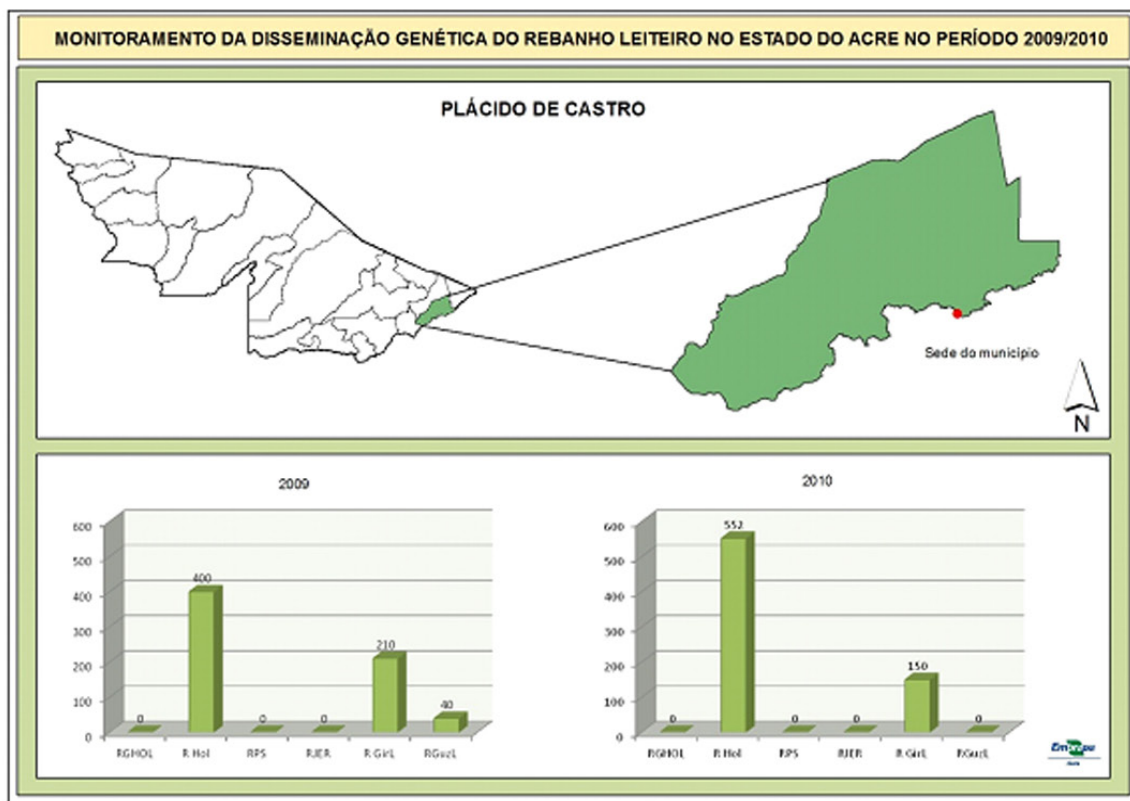 MONITORAMENTO DA DISSEMINAÇÃO GENÉTICA DO REBANHO LEITEIRO NO ESTADO DO ACRE NO PERÍODO 2009/2010
PLÁCIDO DE CASTRO
Sede do município
N
2009
600
500
400
300
200
100
0
0
400
0
0
210
40
RGHOL
R Hol
RPS
RJER
R GirL
RGuzL
2010
600
500
400
300
200
100
0
0
552
0
0
150
0
RGHOL
R Hol
RPS
RJER
R GirL
RGuzL
Embrapa